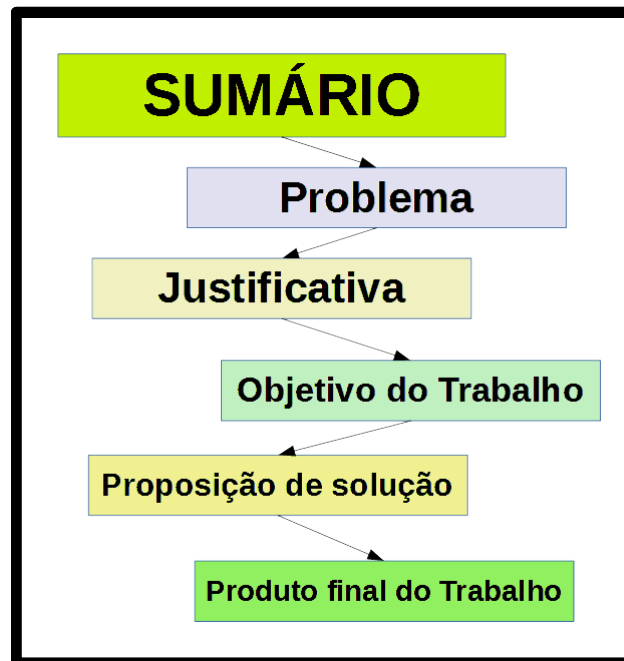 SUMÁRIO
Problema
Justificativa
Objetivo do Trabalho
Proposição de solução
Produto final do Trabalho